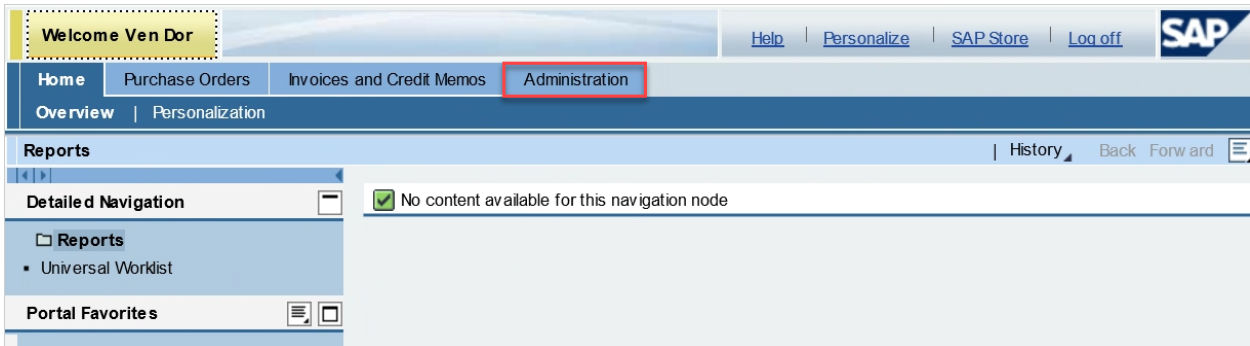 Welcome Ven Dor
Help | Personalize | SAP Store | Log off
SAP
Home Purchase Orders Invoices and Credit Memos Administration
Overview | Personalization
Reports | History Back Forward
Detailed Navigation
No content available for this navigation node
Reports
Universal Worklist
Portal Favorites